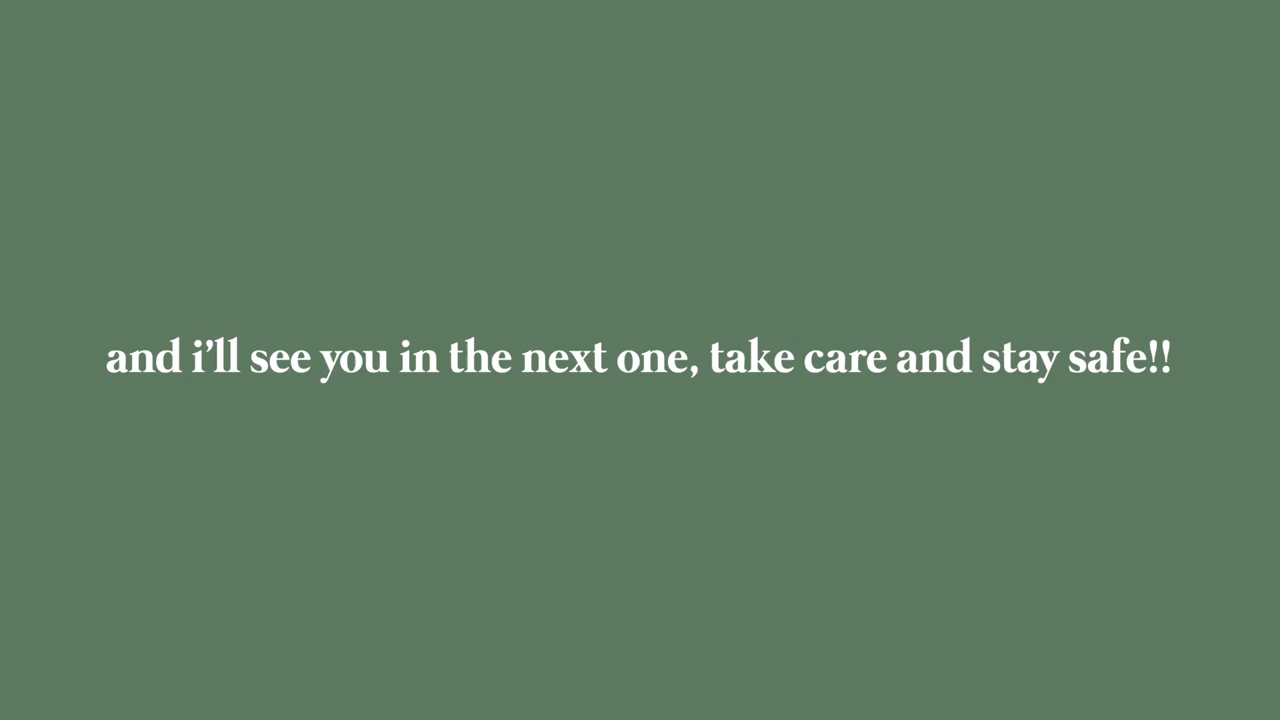 and i’ll see you in the next one, take care and stay safe!!